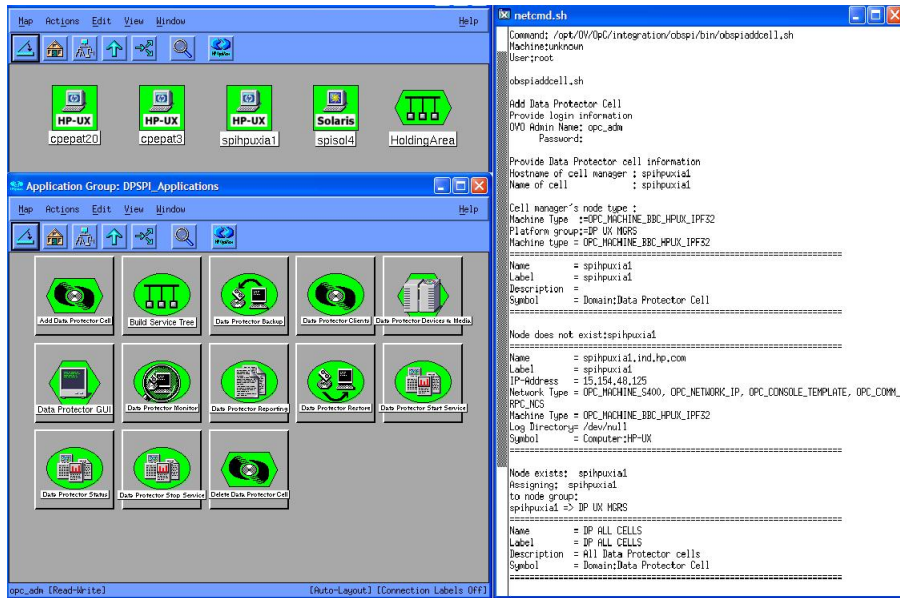 Map Actions Edit View Window Help
HP-UX
cpepat20
HP-UX
cpepat3
HP-UX
spihpuxia1
Solaris
spisol4
HoldingArea
Application Group: DPSPI_Applications
Map Actions Edit View Window Help
Add Data Protector Cell
Build Service Tree
Data Protector Backup
Data Protector Clients
Data Protector Devices & Media
Data Protector GUI
Data Protector Monitor
Data Protector Reporting
Data Protector Restore
Data Protector Start Service
Data Protector Status
Data Protector Stop Service
Delete Data Protector Cell
opc_adm [Read-Write] [Auto-Layout] [Connection Labels Off]
netcmd.sh
Command: /opt/OV/OpC/integration/obspi/bin/obspiaddcell.sh
Machine:unknoun
User:root
obspiaddcell.sh
Add Data Protector Cell
Provide login information
OVO Admin Name: opc_adm
Password:
Provide Data Protector cell information
Hostname of cell manager : spihpuxia1
Name of cell : spihpuxia1
Cell manager´s node type :
Machine Type :=OPC_MACHINE_BBC_HPUX_IPF32
Platform group:=DP UX MGRS
Machine type = OPC_MACHINE_BBC_HPUX_IPF32
================================================================
Name = spihpuxia1
Label = spihpuxia1
Description =
Symbol = Domain:Data Protector Cell
================================================================
Node does not exist:spihpuxia1
================================================================
Name = spihpuxia1.ind.hp.com
Label = spihpuxia1
IP-Address = 15.154.48.125
Network Type = OPC_MACHINE_S400, OPC_NETWORK_IP, OPC_CONSOLE_TEMPLATE, OPC_COMM_
RPC_NCS
Machine Type = OPC_MACHINE_BBC_HPUX_IPF32
Log Directory= /dev/null
Symbol = Computer:HP-UX
================================================================
Node exists: spihpuxia1
Assigning: spihpuxia1
to node group:
spihpuxia1 => DP UX MGRS
================================================================
Name = DP ALL CELLS
Label = DP ALL CELLS
Description = All Data Protector cells
Symbol = Domain:Data Protector Cell
================================================================